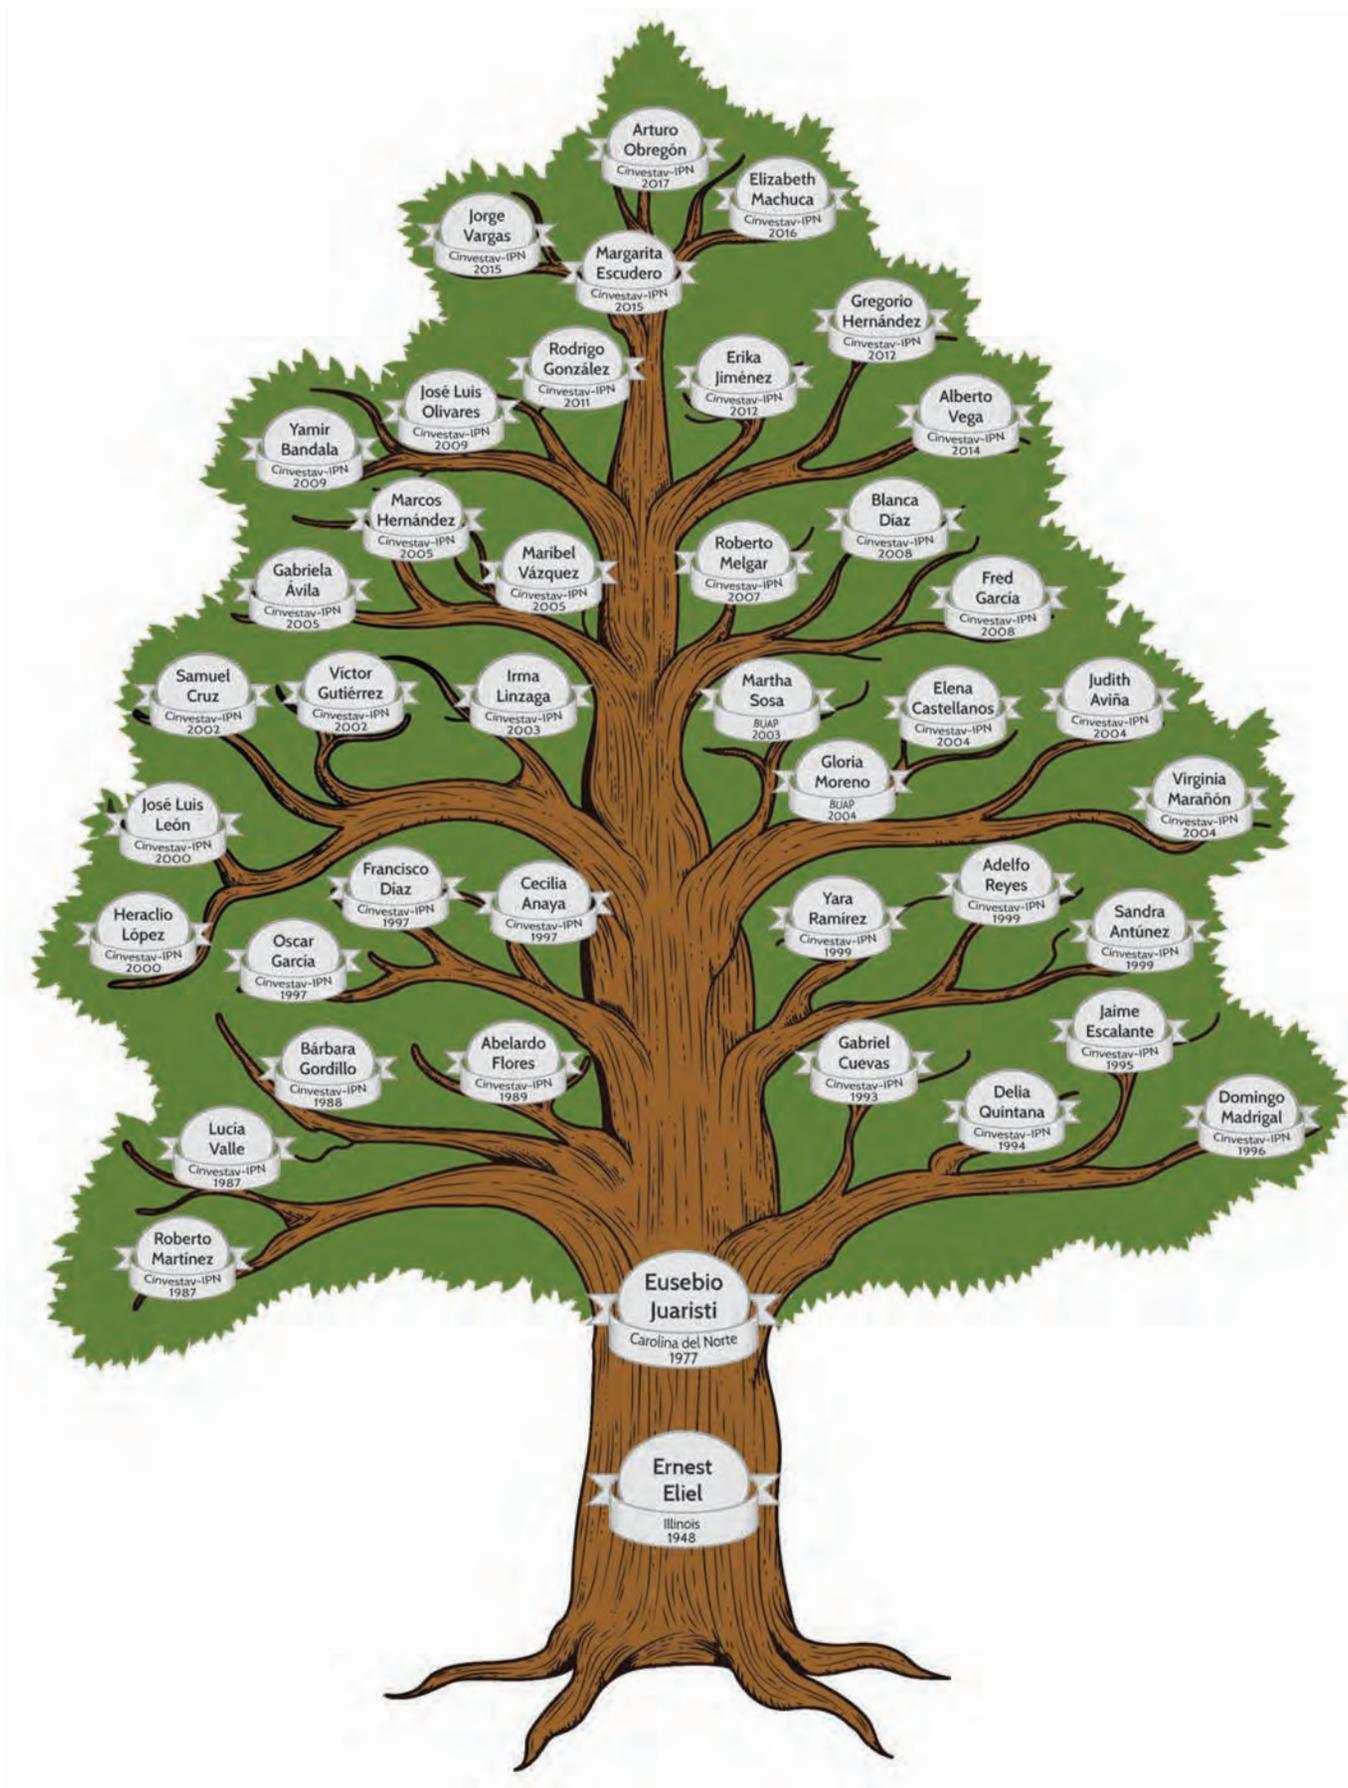 Arturo
Obregón
Cinvestav-IPN
2017
Elizabeth
Machuca
Cinvestav-IPN
2016
Jorge
Vargas
Cinvestav-IPN
2015
Margarita
Escudero
Cinvestav-IPN
2015
Gregorio
Hernández
Cinvestav-IPN
2012
Rodrigo
González
Cinvestav-IPN
2011
Erika
Jiménez
Cinvestav-IPN
2012
José Luis
Olivares
Cinvestav-IPN
2009
Alberto
Vega
Cinvestav-IPN
2014
Yamir
Bandala
Cinvestav-IPN
2009
Marcos
Hernández
Cinvestav-IPN
2005
Blanca
Díaz
Cinvestav-IPN
2008
Maribel
Vázquez
Cinvestav-IPN
2005
Roberto
Melgar
Cinvestav-IPN
2007
Gabriela
Ávila
Cinvestav-IPN
2005
Fred
García
Cinvestav-IPN
2008
Samuel
Cruz
Cinvestav-IPN
2002
Víctor
Gutiérrez
Cinvestav-IPN
2002
Irma
Linzaga
Cinvestav-IPN
2003
Martha
Sosa
BUAP
2003
Elena
Castellanos
Cinvestav-IPN
2004
Judith
Aviña
Cinvestav-IPN
2004
Gloria
Moreno
BUAP
2004
Virginia
Marañón
Cinvestav-IPN
2004
José Luis
León
Cinvestav-IPN
2000
Francisco
Díaz
Cinvestav-IPN
1997
Cecilia
Anaya
Cinvestav-IPN
1997
Yara
Ramírez
Cinvestav-IPN
1999
Adelfo
Reyes
Cinvestav-IPN
1999
Sandra
Antúnez
Cinvestav-IPN
1999
Heraclio
López
Cinvestav-IPN
2000
Oscar
García
Cinvestav-IPN
1997
Jaime
Escalante
Cinvestav-IPN
1995
Bárbara
Gordillo
Cinvestav-IPN
1988
Abelardo
Flores
Cinvestav-IPN
1989
Gabriel
Cuevas
Cinvestav-IPN
1993
Delia
Quintana
Cinvestav-IPN
1994
Domingo
Madrigal
Cinvestav-IPN
1996
Lucía
Valle
Cinvestav-IPN
1987
Roberto
Martínez
Cinvestav-IPN
1987
Eusebio
Juaristi
Carolina del Norte
1977
Ernest
Eliel
Illinois
1948